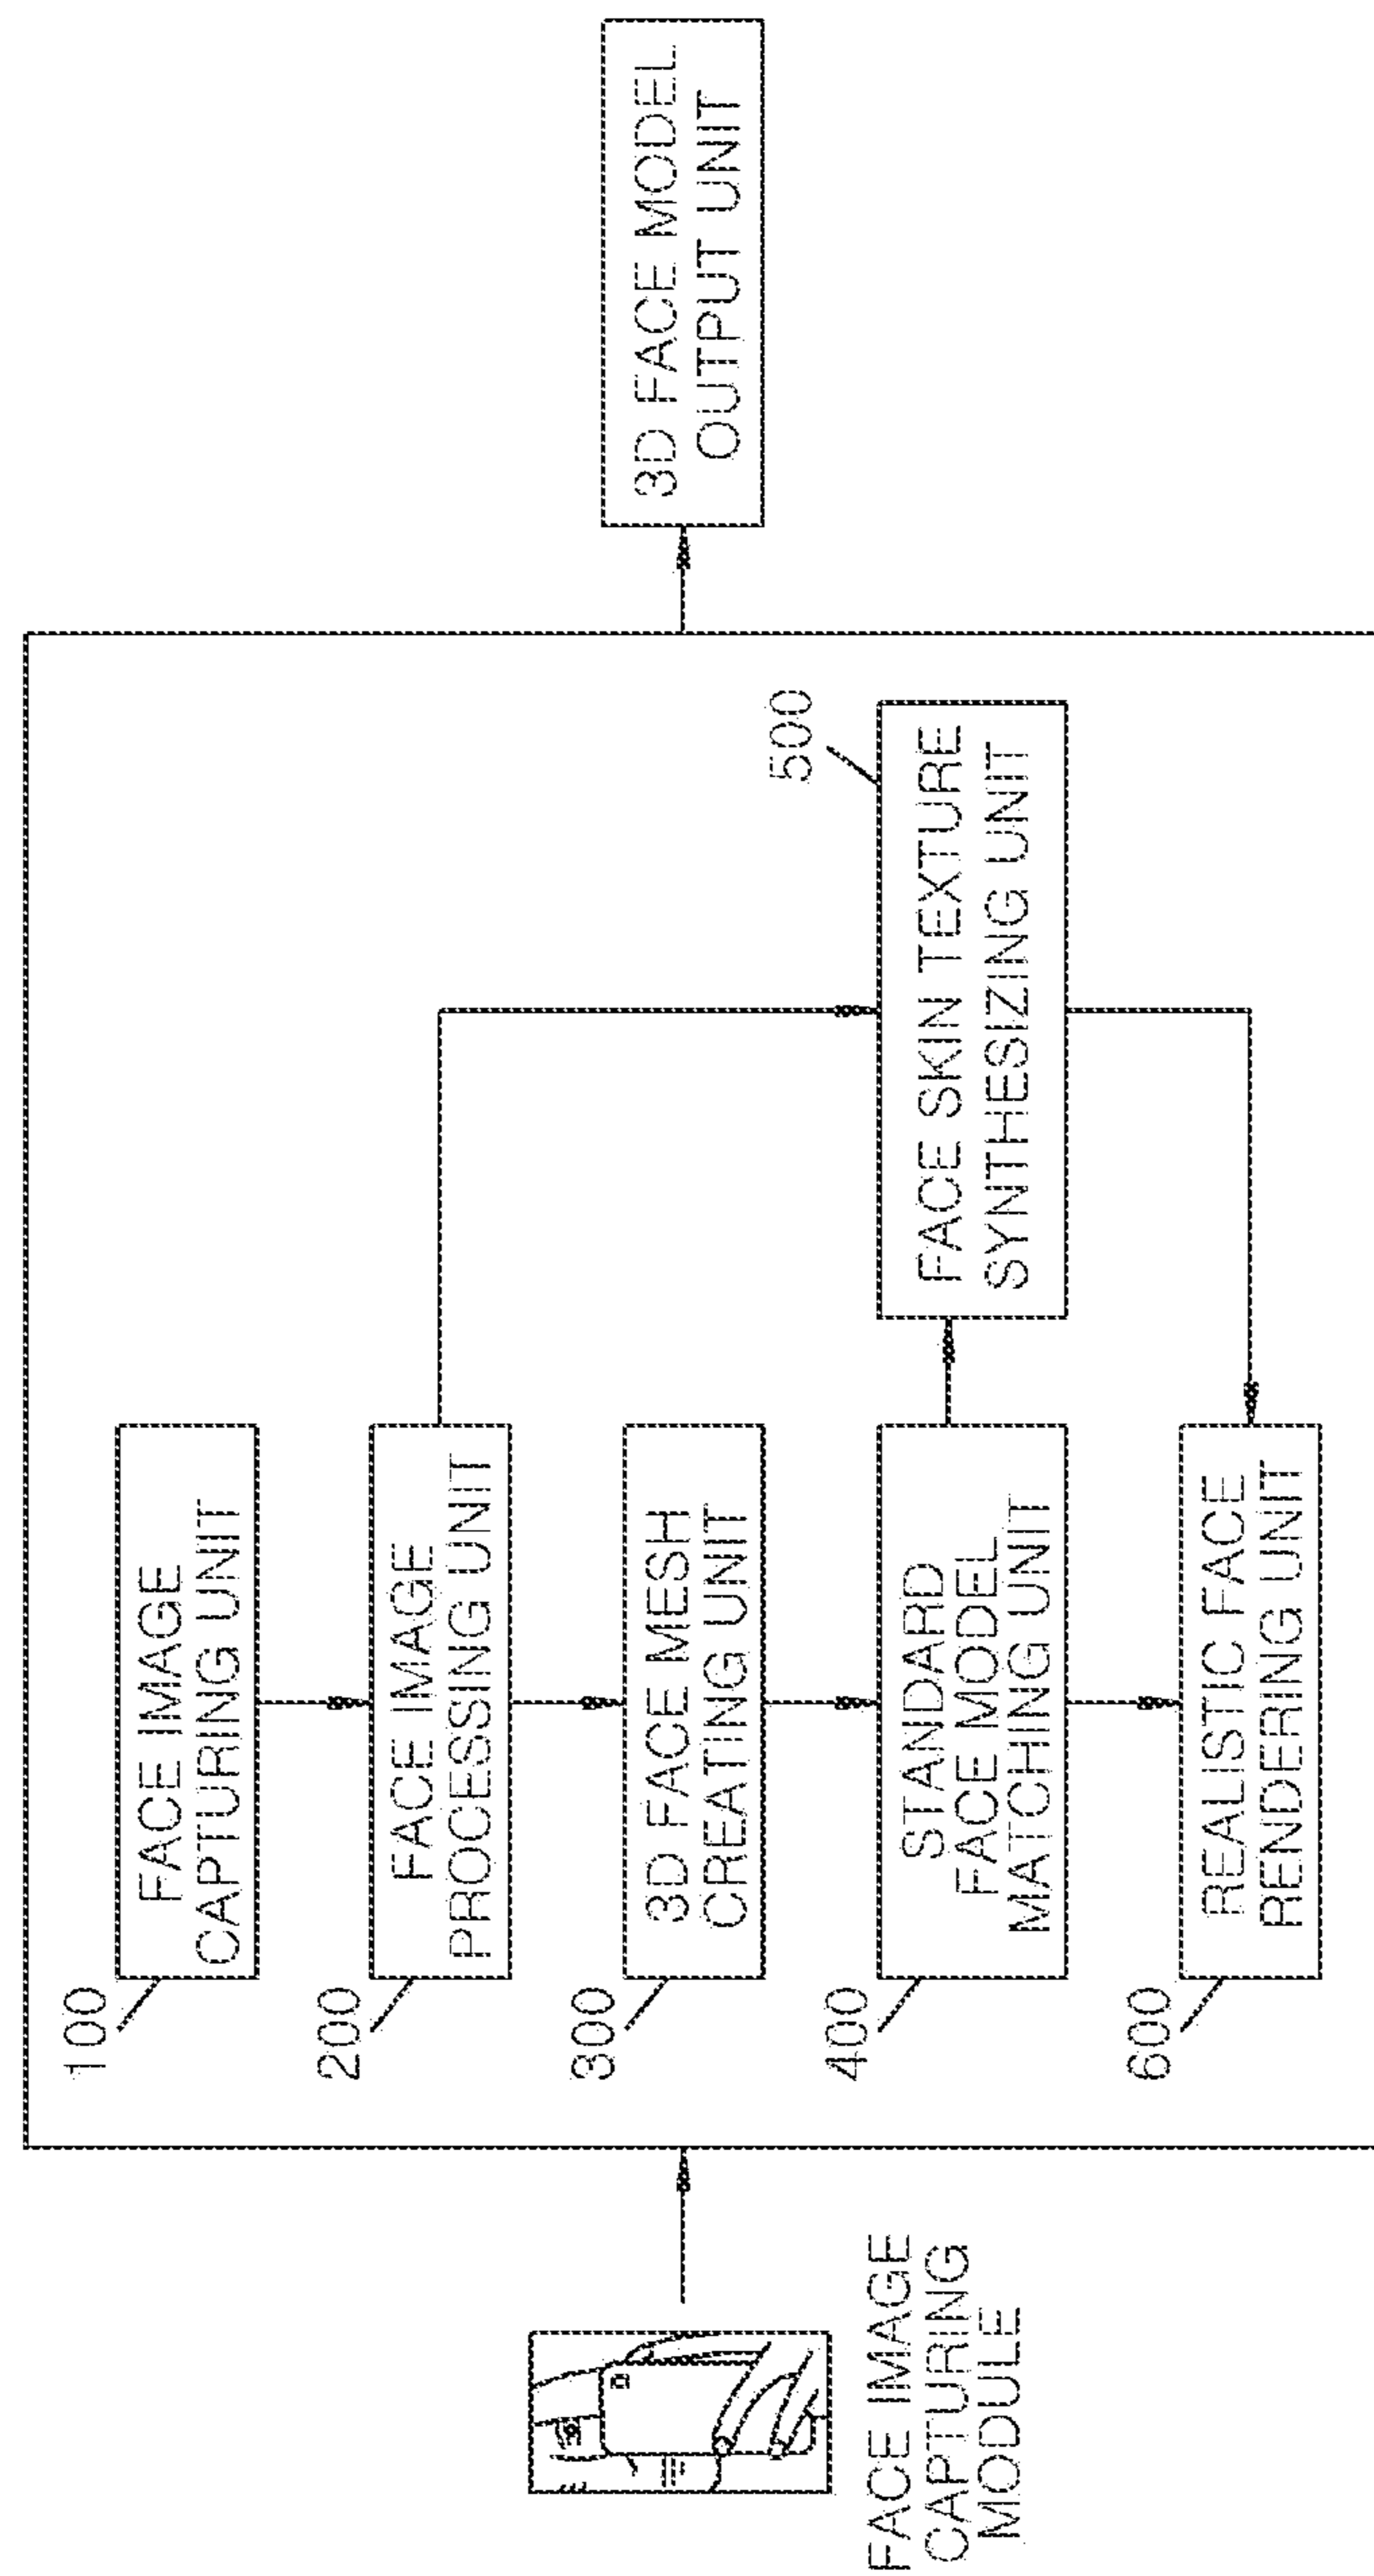 100
FACE IMAGE
CAPTURING UNIT
200
FACE IMAGE
PROCESSING UNIT
300
3D FACE MESH
CREATING UNIT
400
STANDARD
FACE MODEL
MATCHING UNIT
500
FACE SKIN TEXTURE
SYNTHESIZING UNIT
600
REALISTIC FACE
RENDERING UNIT
FACE IMAGE
CAPTURING
MODULE
3D FACE MODEL
OUTPUT UNIT